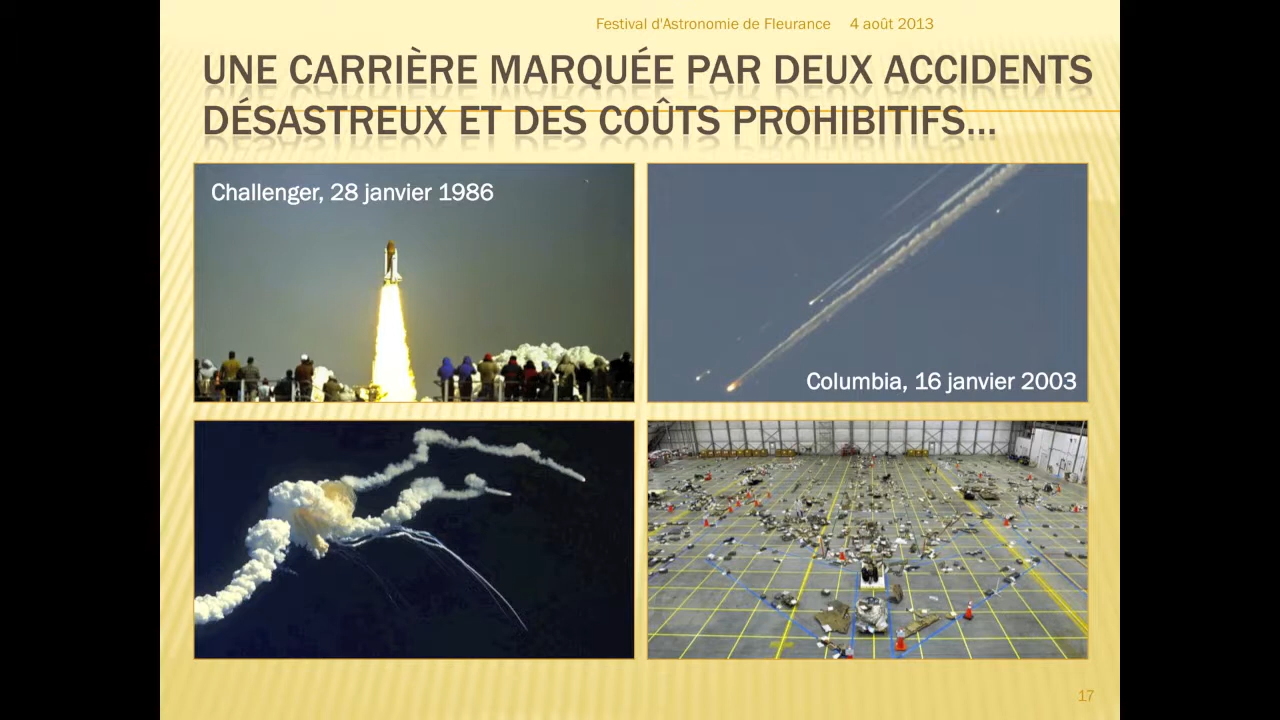 Festival d'Astronomie de Fleurance 4 août 2013
UNE CARRIÈRE MARQUÉE PAR DEUX ACCIDENTS
DÉSASTREUX ET DES COÛTS PROHIBITIFS...
Challenger, 28 janvier 1986
Columbia, 16 janvier 2003
17